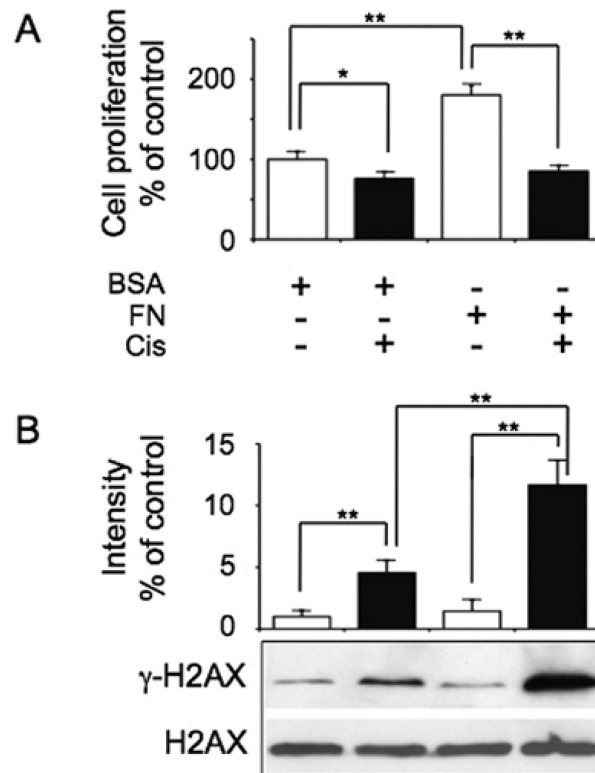 A
Cell proliferation
% of control
200
100
0
** ** *
BSA + + - -
FN - - + +
Cis - + - +
B
Intensity
% of control
15
10
5
0
** ** **
γ-H2AX
H2AX